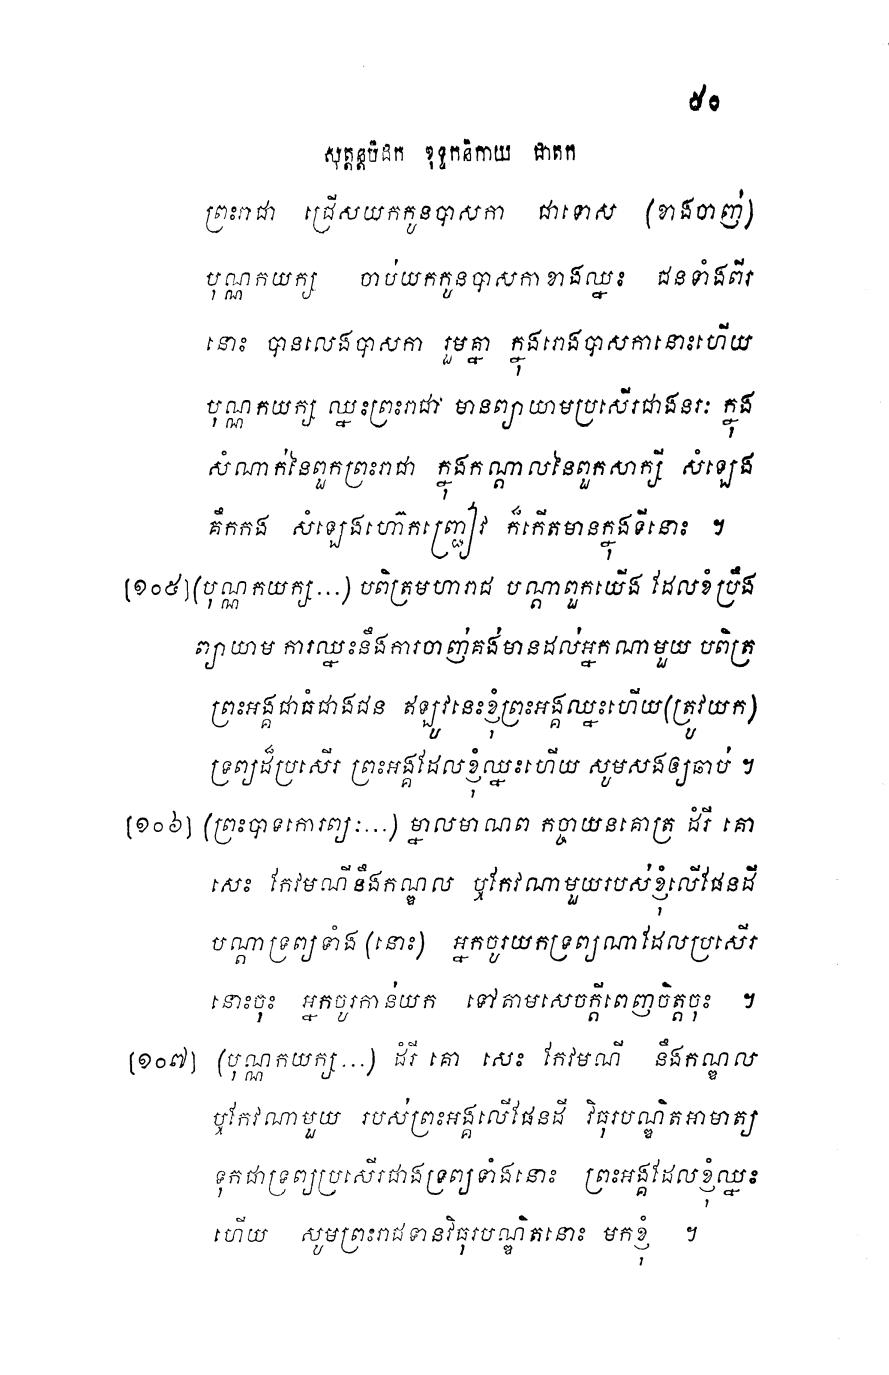 ៥០
សុត្តន្តបិដក ខុទ្ទកនិកាយ ជាតក
ព្រះរាជា ជ្រើសយកកូនបាសកា ជាទោស (ខាងចាញ់)
បុណ្ណកយក្ស ចាប់យកកូនបាសកាខាងឈ្នះ ជនទាំងពីរ
នោះ បានលេងបាសកា រួមគ្នា ក្នុងរោងបាសកានោះហើយ
បុណ្ណកយក្ស ឈ្នះព្រះរាជា មានព្យាយាមប្រសើរជាងនរៈ ក្នុង
សំណាក់នៃពួកព្រះរាជា ក្នុងកណ្តាលនៃពួកសាក្សី សំឡេង
គឹកកង សំឡេងហ៊ោកញ្ជ្រៀវ ក៏កើតមានក្នុងទីនោះ ។
[១០៥] (បុណ្ណកយក្ស...) បពិត្រមហារាជ បណ្តាពួកយើង ដែលខំប្រឹង
ព្យាយាម ការឈ្នះនឹងការចាញ់គង់មានដល់អ្នកណាមួយ បពិត្រ
ព្រះអង្គជាធំជាងជន ឥឡូវនេះខ្ញុំព្រះអង្គឈ្នះហើយ(ត្រូវយក)
ទ្រព្យដ៏ប្រសើរ ព្រះអង្គដែលខ្ញុំឈ្នះហើយ សូមសងឲ្យឆាប់ ។
[១០៦] (ព្រះបាទកោរព្យៈ...) ម្នាលមាណព កច្ចាយនគោត្រ ដំរី គោ
សេះ កែវមណីនឹងកណ្ឌល ឬកែវណាមួយរបស់ខ្ញុំលើផែនដី
បណ្តាទ្រព្យទាំង (នោះ) អ្នកចូរយកទ្រព្យណាដែលប្រសើរ
នោះចុះ អ្នកចូរកាន់យក ទៅតាមសេចក្តីពេញចិត្តចុះ ។
[១០៧] (បុណ្ណកយក្ស...) ដំរី គោ សេះ កែវមណី នឹងកណ្ឌល
ឬកែវណាមួយ របស់ព្រះអង្គលើផែនដី វិធុរបណ្ឌិតអាមាត្យ
ទុកជាទ្រព្យប្រសើរជាងទ្រព្យទាំងនោះ ព្រះអង្គដែលខ្ញុំឈ្នះ
ហើយ សូមព្រះរាជទានវិធុរបណ្ឌិតនោះ មកខ្ញុំ ។